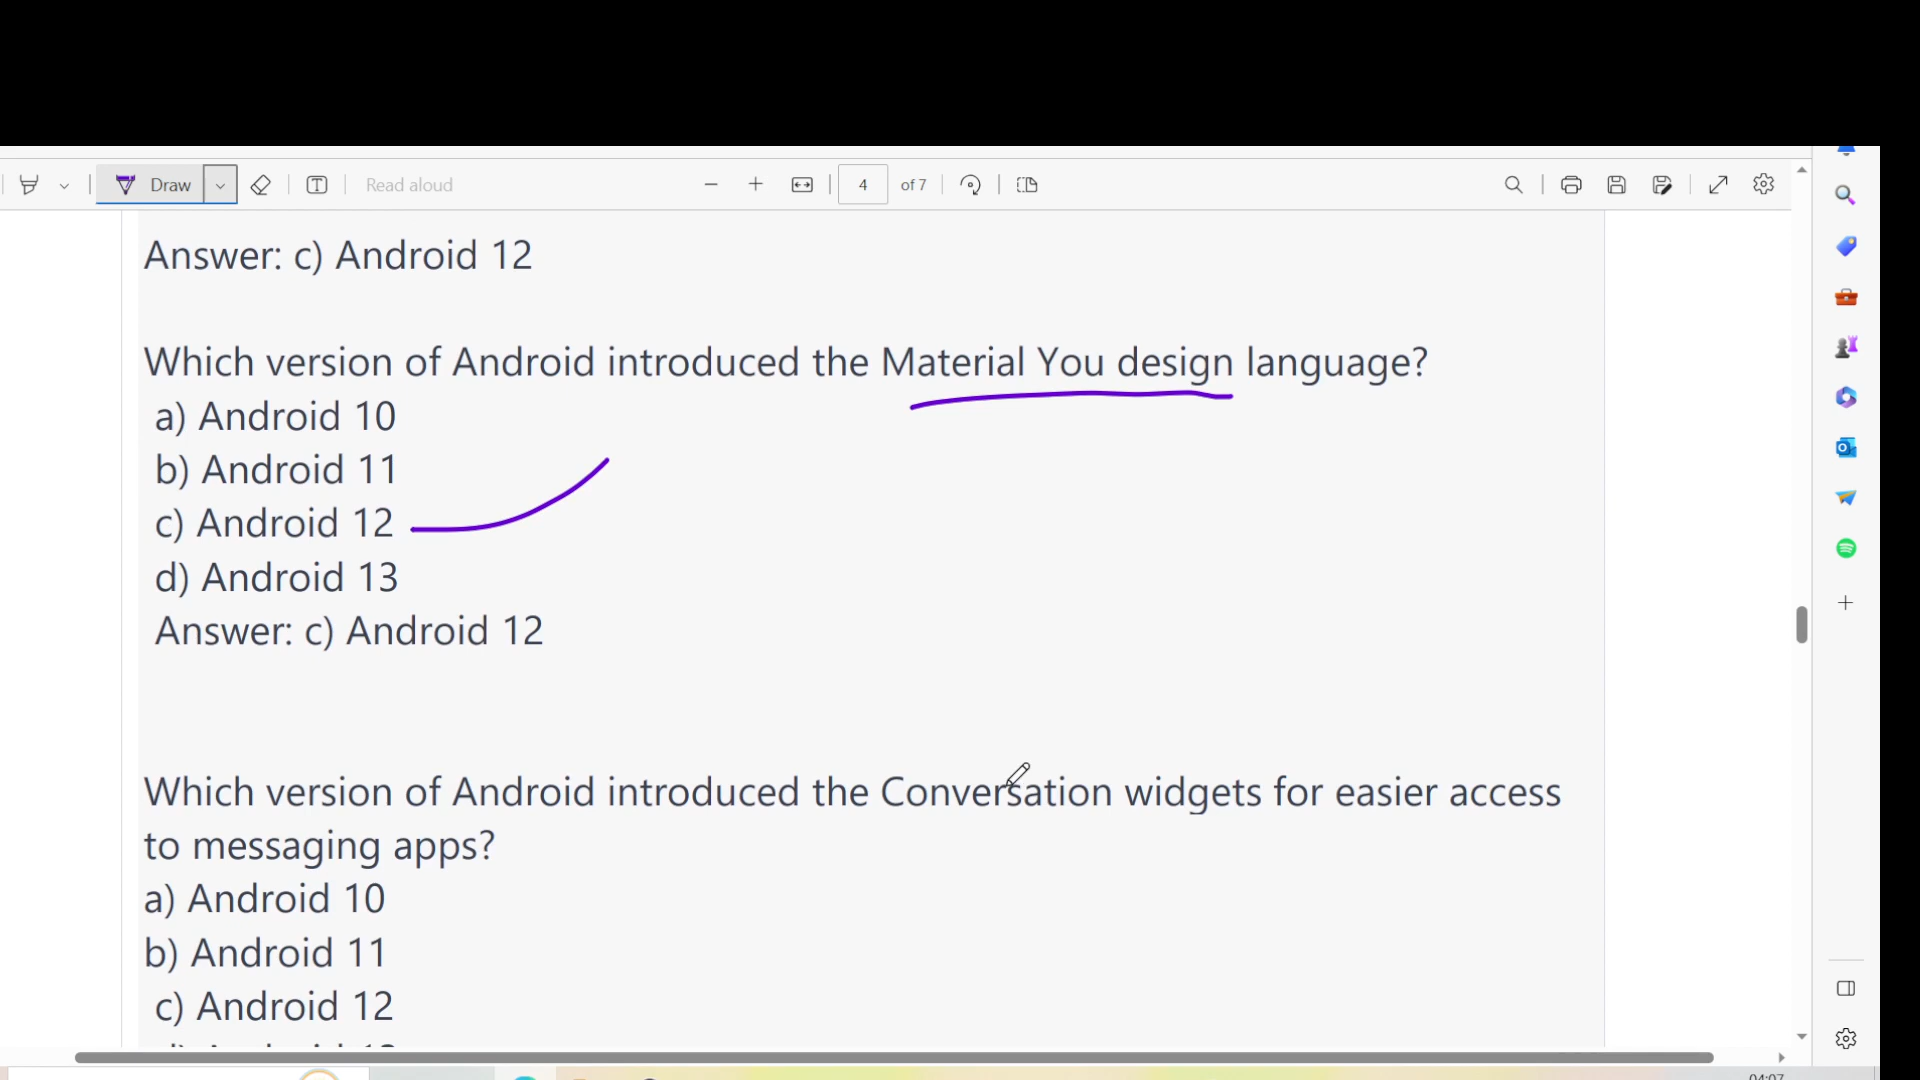 Draw
Read aloud
4 of 7
Answer: c) Android 12
Which version of Android introduced the Material You design language?
a) Android 10
b) Android 11
c) Android 12
d) Android 13
Answer: c) Android 12
Which version of Android introduced the Conversation widgets for easier access
to messaging apps?
a) Android 10
b) Android 11
c) Android 12